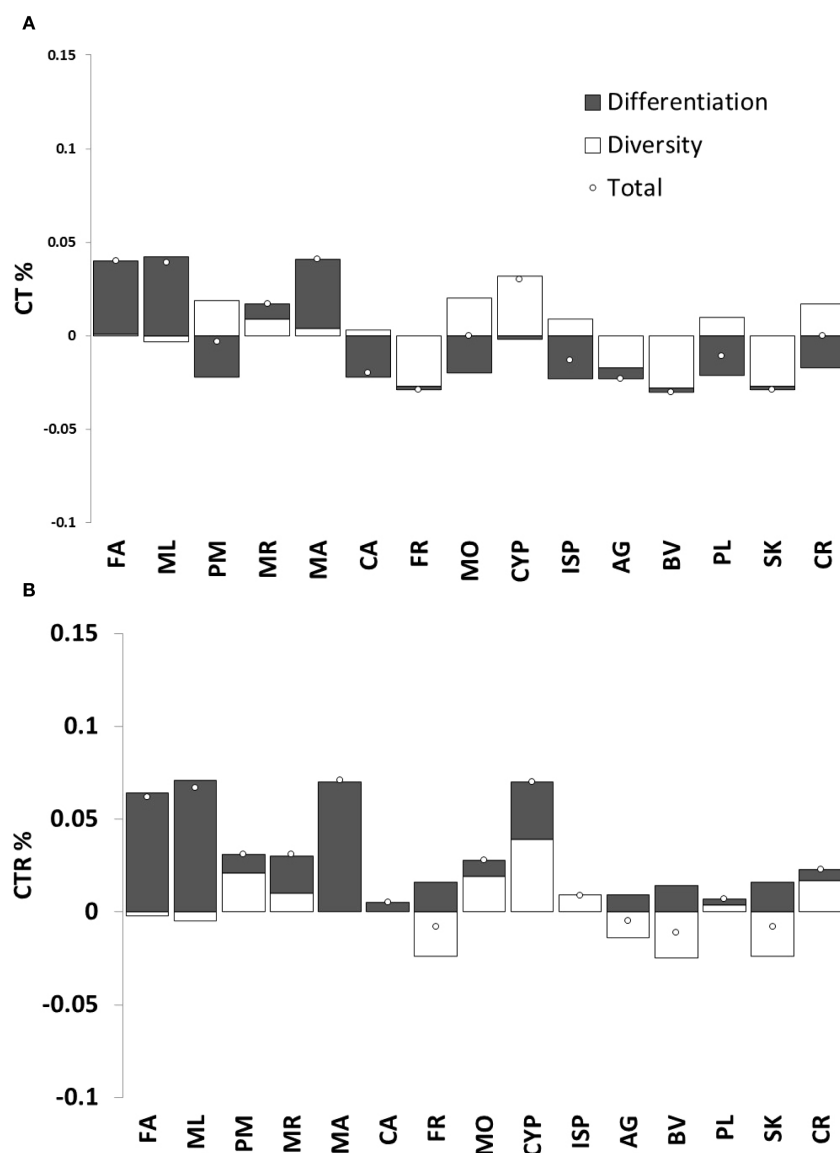 A
0.15
Differentiation
0.1
Diversity
Total
0.05
CT %
0
-0.05
-0.1
FA ML PM MR MA CA FR MO CYP ISP AG BV PL SK CR
B
0.15
0.1
0.05
CTR %
0
-0.05
-0.1
FA ML PM MR MA CA FR MO CYP ISP AG BV PL SK CR